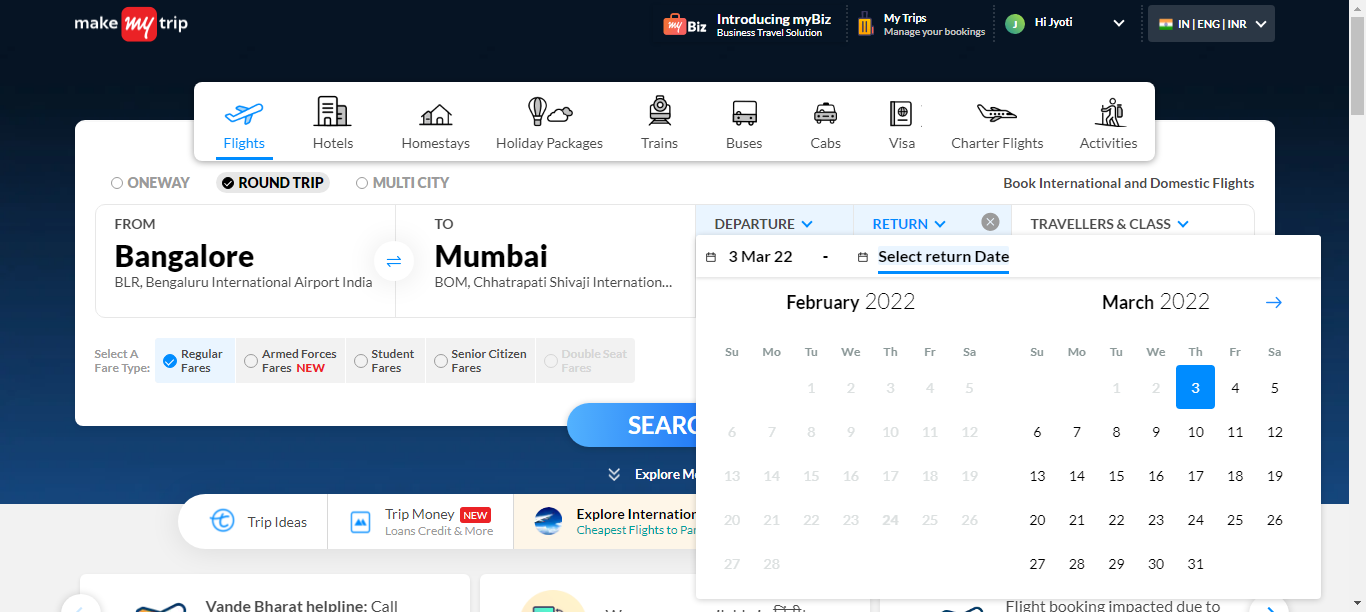 make my trip
myBiz
Introducing myBiz
Business Travel Solution
My Trips
Manage your bookings
J
Hi Jyoti
IN | ENG | INR
Flights
Hotels
Homestays
Holiday Packages
Trains
Buses
Cabs
Visa
Charter Flights
Activities
ONEWAY
ROUND TRIP
MULTI CITY
Book International and Domestic Flights
FROM
Bangalore
BLR, Bengaluru International Airport India
TO
Mumbai
BOM, Chhatrapati Shivaji Internation...
DEPARTURE
RETURN
TRAVELLERS & CLASS
3 Mar 22 - Select return Date
February 2022
Su Mo Tu We Th Fr Sa
1 2 3 4 5
6 7 8 9 10 11 12
13 14 15 16 17 18 19
20 21 22 23 24 25 26
27 28
March 2022
Su Mo Tu We Th Fr Sa
1 2 3 4 5
6 7 8 9 10 11 12
13 14 15 16 17 18 19
20 21 22 23 24 25 26
27 28 29 30 31
Select A
Fare Type:
Regular
Fares
Armed Forces
Fares NEW
Student
Fares
Senior Citizen
Fares
Double Seat
Fares
SEARC
Explore Mo
Trip Ideas
Trip Money NEW
Loans Credit & More
Explore Internation
Cheapest Flights to Par
Vande Bharat helpline: Call
Flight booking impacted due to